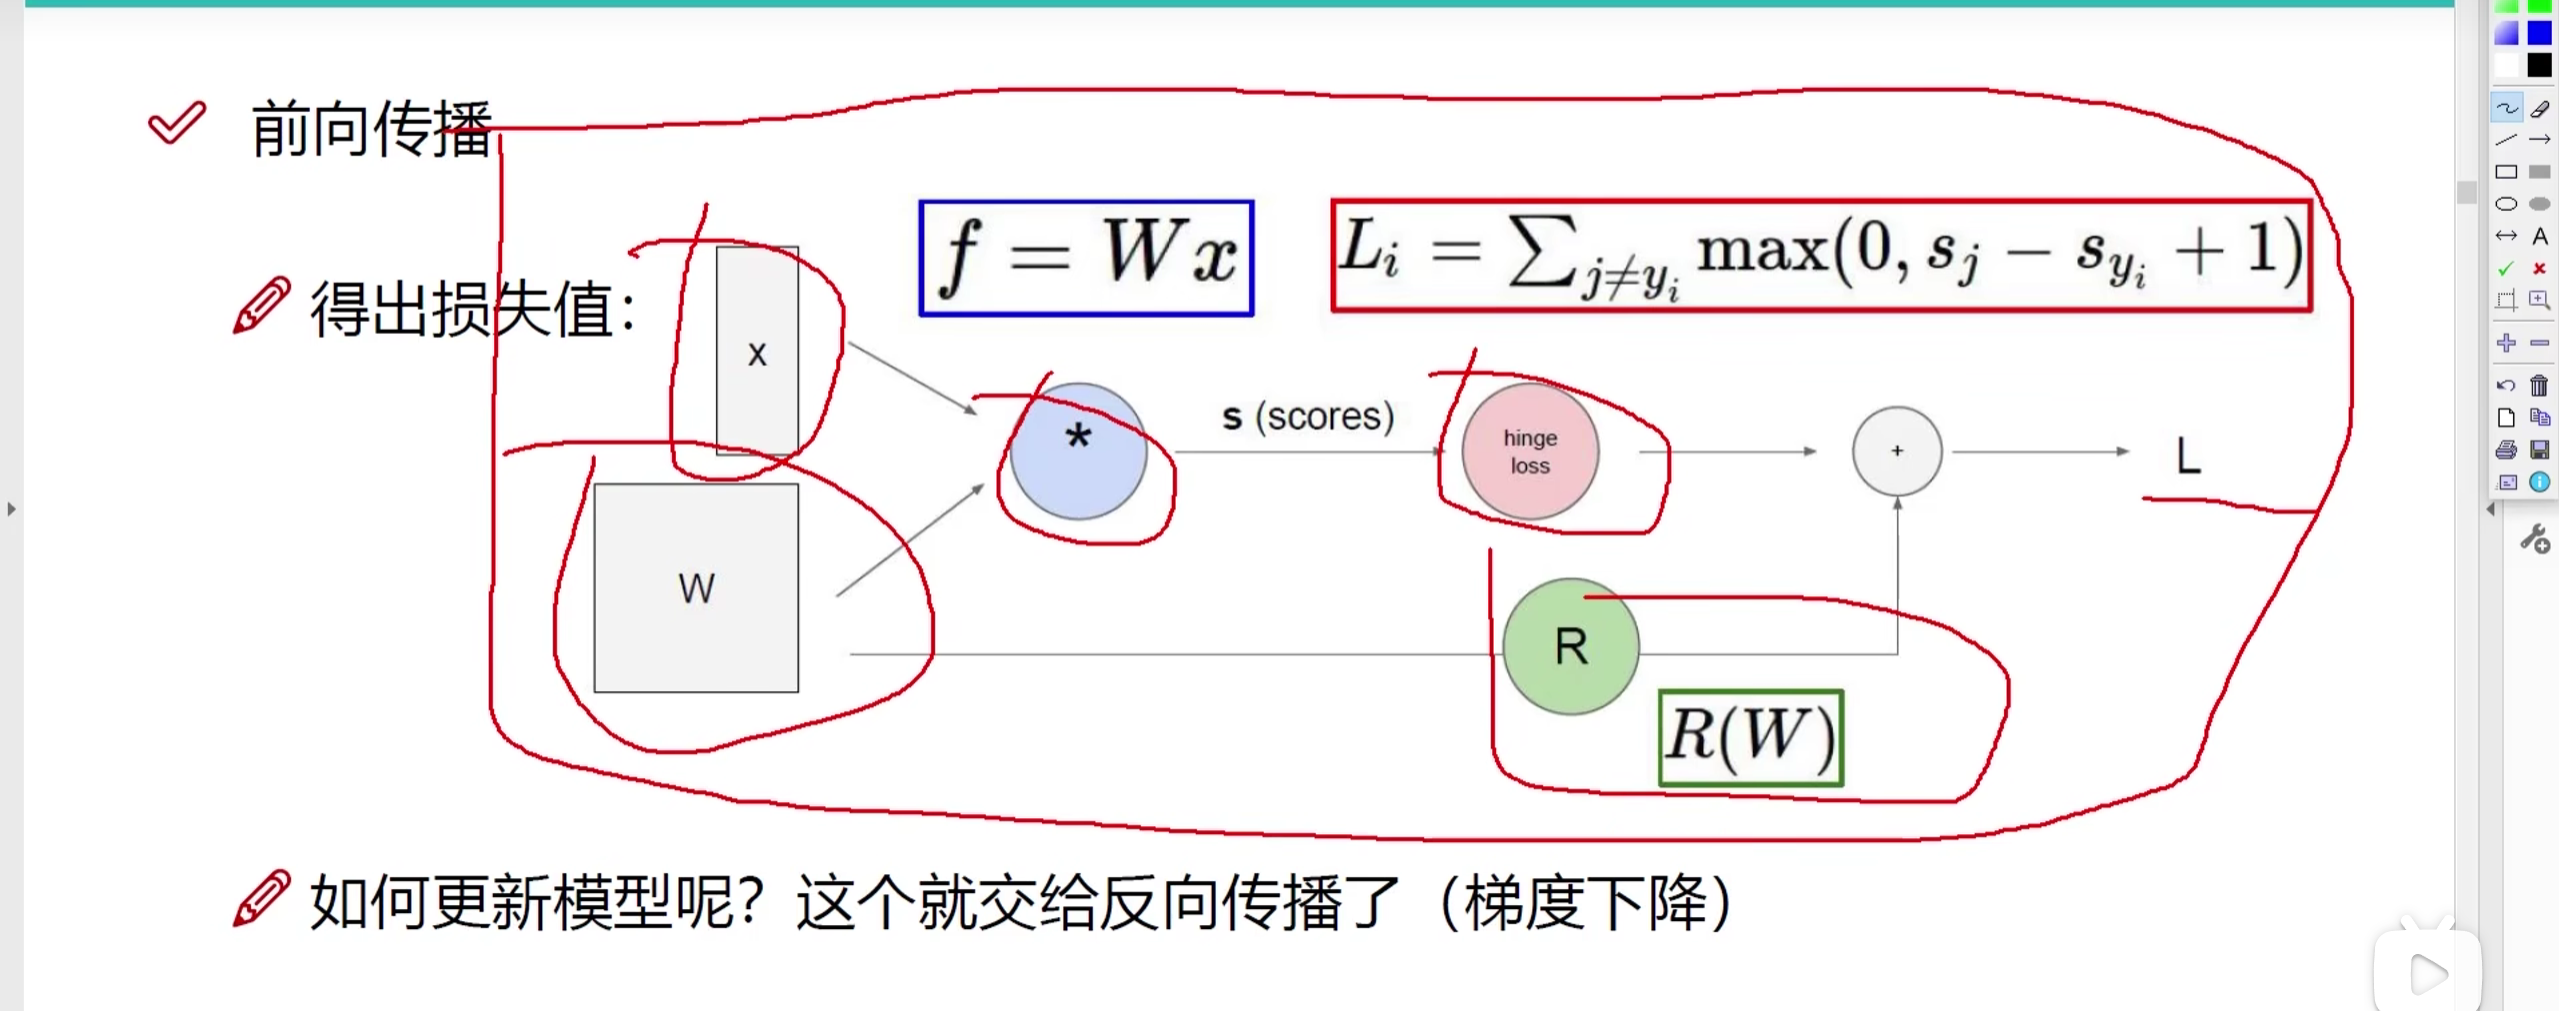 前向传播
得出损失值：
f = Wx
L_i = ∑_{j≠y_i} max(0, s_j − s_{y_i} + 1)
x
W
*
s (scores)
hinge
loss
+
L
R
R(W)
如何更新模型呢？这个就交给反向传播了（梯度下降）
A